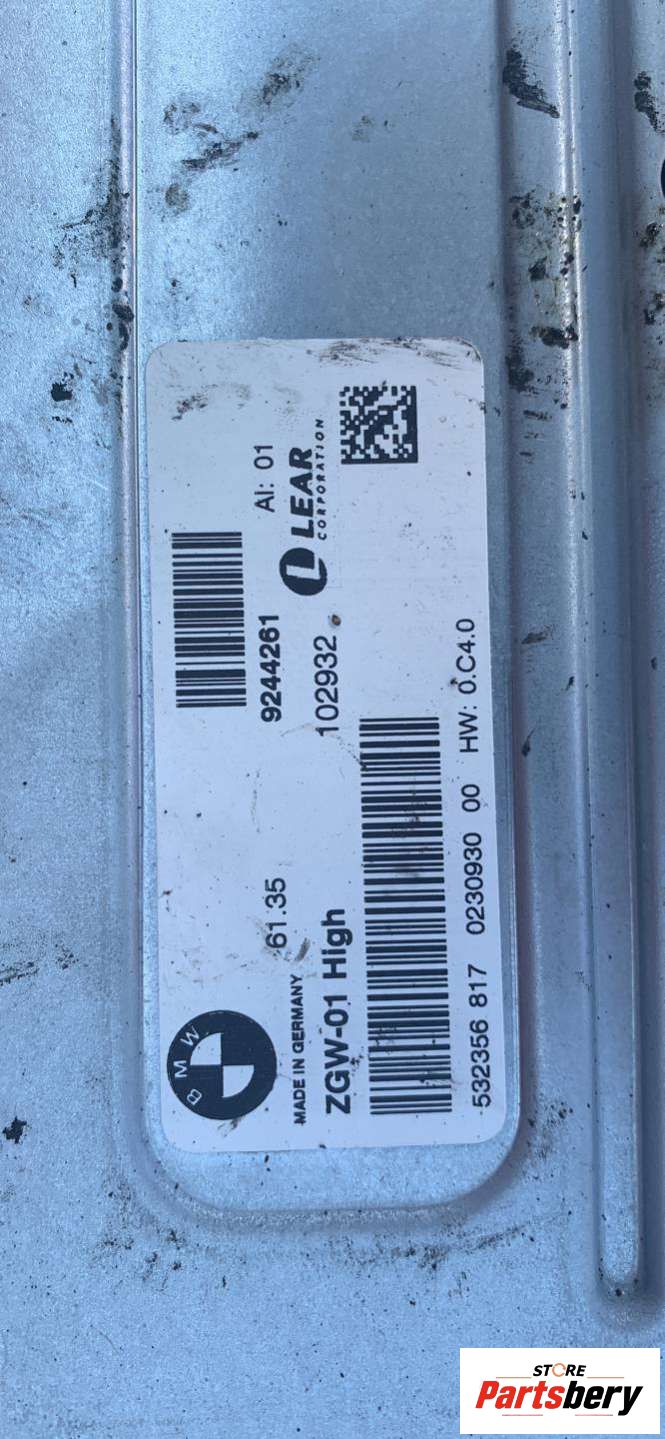 BMW
61.35
9244261
AI: 01
MADE IN GERMANY
ZGW-01 High
102932
LEAR
CORPORATION
532356 817 0230930 00 HW: 0.C4.0
STORE
Partsbery